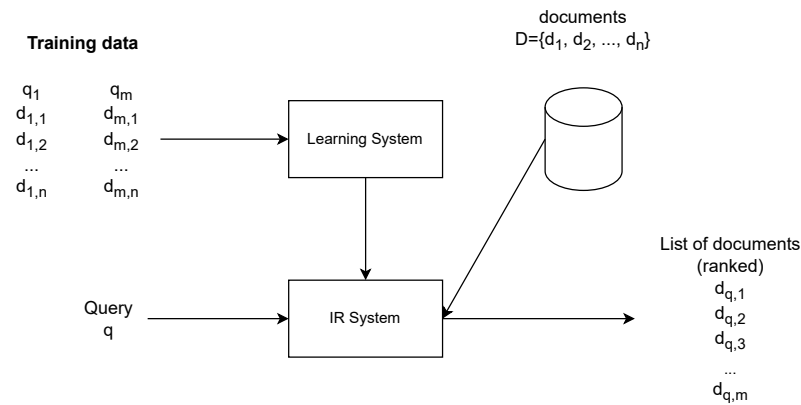 documents
D={d1, d2, ..., dn}
Training data
q1 qm
d1,1 dm,1
d1,2 dm,2
... ...
d1,n dm,n
Learning System
List of documents
(ranked)
dq,1
dq,2
dq,3
...
dq,m
Query
q
IR System